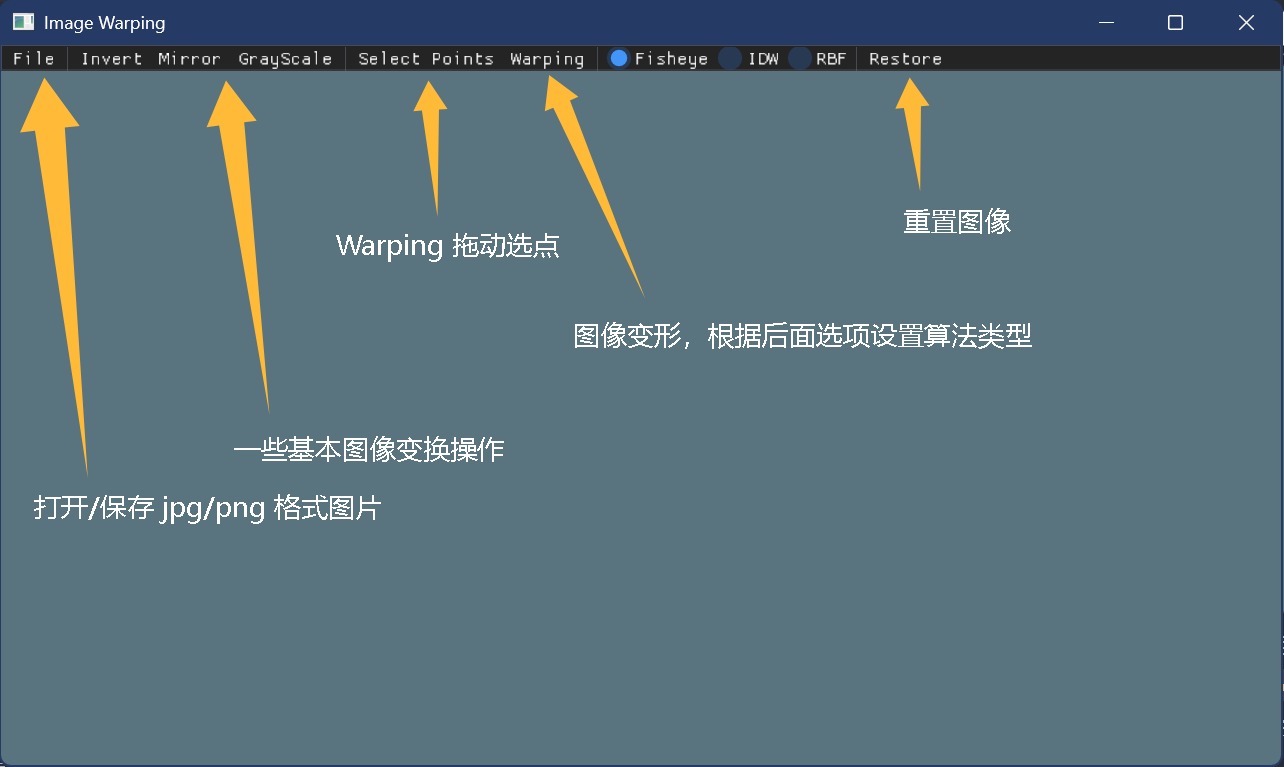 Image Warping
File Invert Mirror GrayScale Select Points Warping Fisheye IDW RBF Restore
重置图像
Warping 拖动选点
图像变形，根据后面选项设置算法类型
一些基本图像变换操作
打开/保存 jpg/png 格式图片